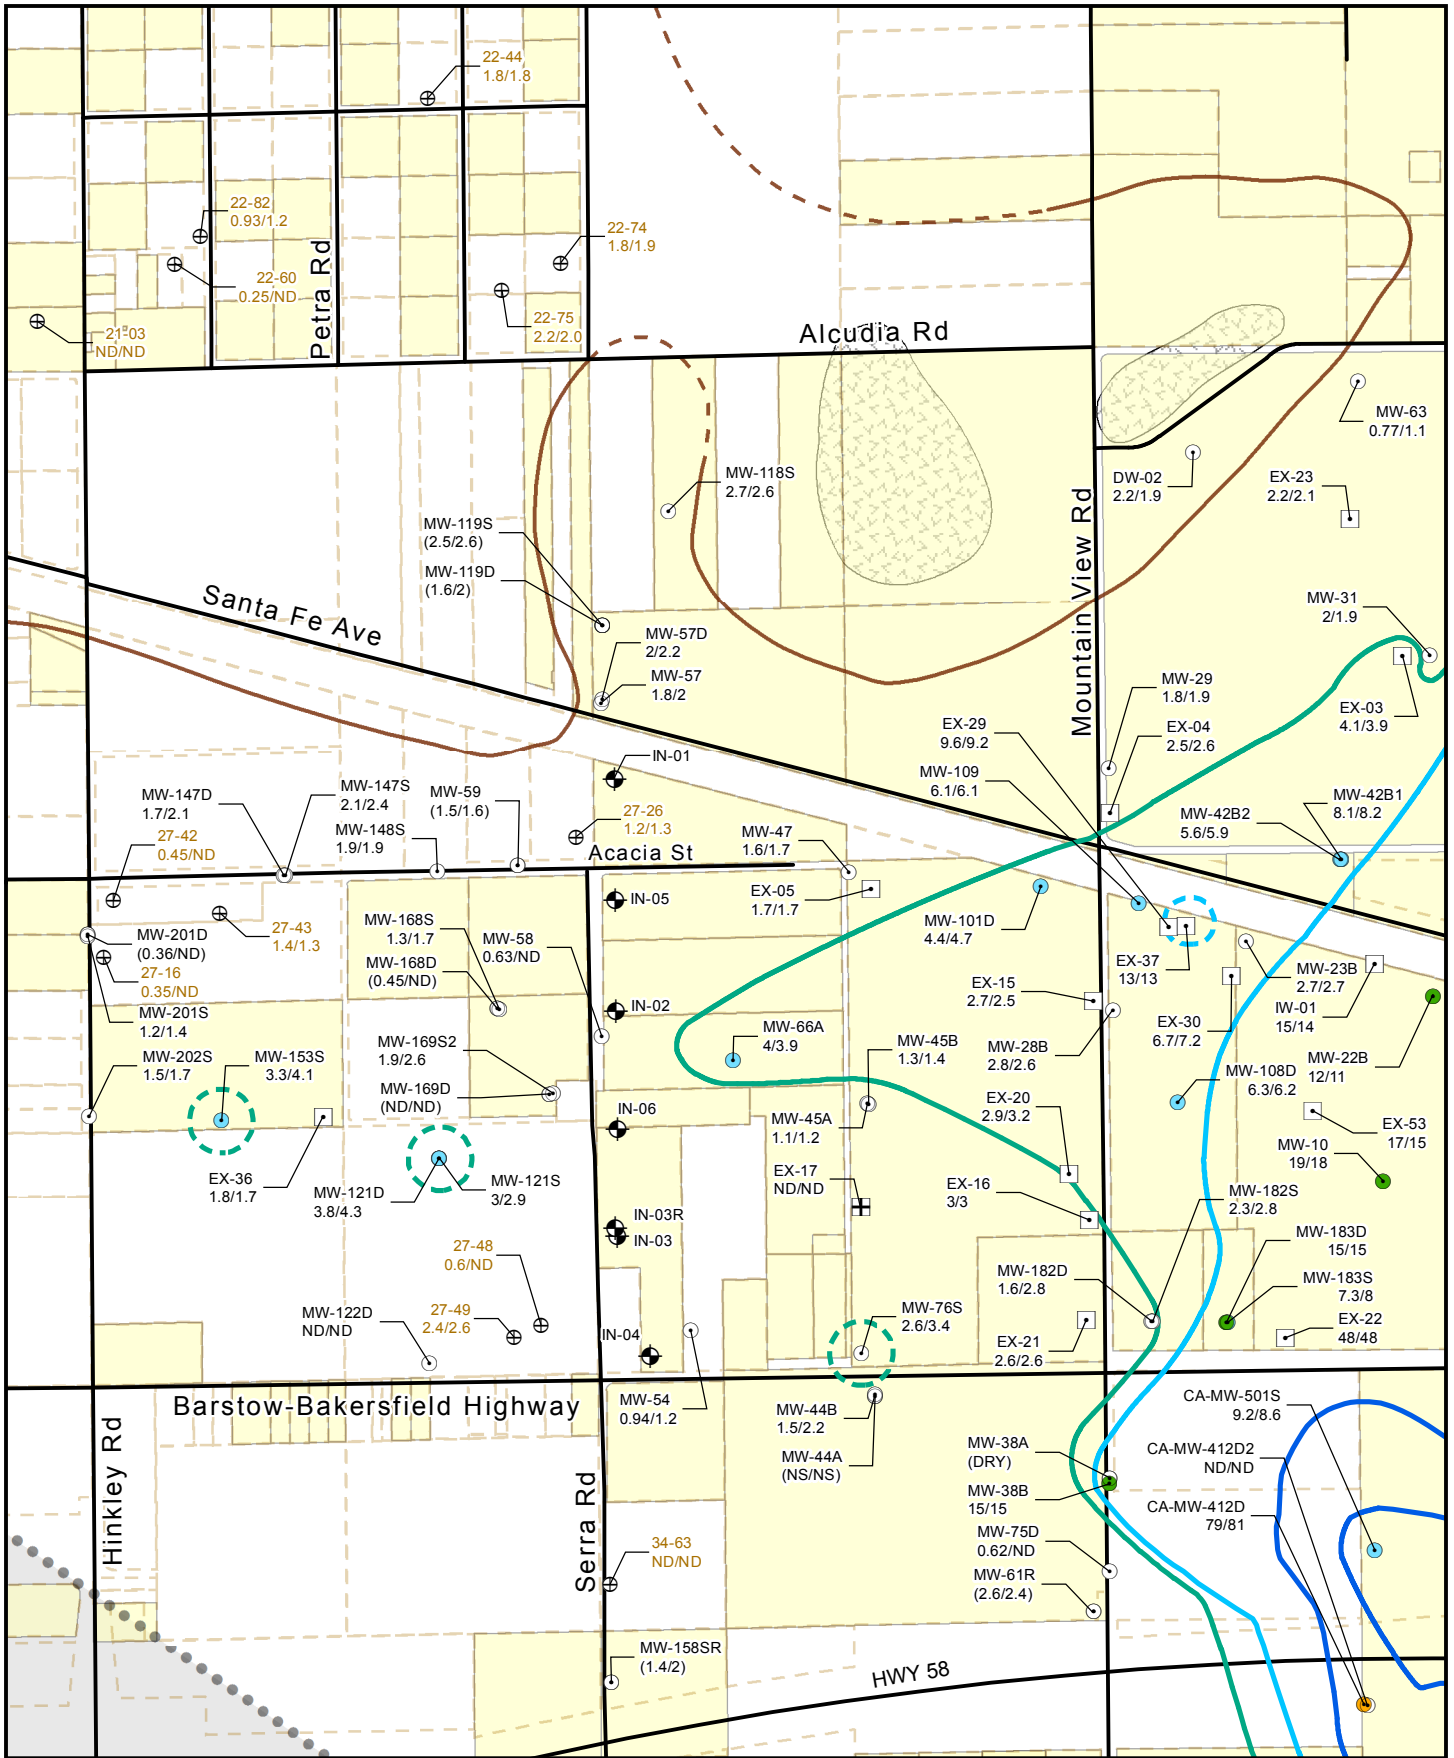 22-44
1.8/1.8
22-82
0.93/1.2
22-74
1.8/1.9
22-60
0.25/ND
Petra Rd
22-75
2.2/2.0
21-03
ND/ND
Alcudia Rd
MW-63
0.77/1.1
MW-118S
2.7/2.6
DW-02
2.2/1.9
EX-23
2.2/2.1
MW-119S
(2.5/2.6)
MW-119D
(1.6/2)
Mountain View Rd
Santa Fe Ave
MW-31
2/1.9
MW-57D
2/2.2
MW-57
1.8/2
MW-29
1.8/1.9
EX-03
4.1/3.9
EX-29
9.6/9.2
EX-04
2.5/2.6
IN-01
MW-109
6.1/6.1
MW-147D
1.7/2.1
MW-147S
2.1/2.4
MW-59
(1.5/1.6)
MW-42B1
8.1/8.2
MW-42B2
5.6/5.9
27-26
1.2/1.3
27-42
0.45/ND
MW-148S
1.9/1.9
MW-47
1.6/1.7
Acacia St
EX-05
1.7/1.7
IN-05
MW-101D
4.4/4.7
MW-168S
1.3/1.7
27-43
1.4/1.3
MW-201D
(0.36/ND)
MW-58
0.63/ND
MW-168D
(0.45/ND)
27-16
0.35/ND
EX-37
13/13
MW-23B
2.7/2.7
EX-15
2.7/2.5
IN-02
IW-01
15/14
MW-201S
1.2/1.4
EX-30
6.7/7.2
MW-66A
4/3.9
MW-45B
1.3/1.4
MW-28B
2.8/2.6
MW-169S2
1.9/2.6
MW-202S
1.5/1.7
MW-153S
3.3/4.1
MW-22B
12/11
MW-108D
6.3/6.2
MW-169D
(ND/ND)
EX-20
2.9/3.2
IN-06
MW-45A
1.1/1.2
EX-53
17/15
MW-10
19/18
EX-17
ND/ND
EX-36
1.8/1.7
MW-121D
3.8/4.3
MW-121S
3/2.9
EX-16
3/3
MW-182S
2.3/2.8
IN-03R
IN-03
MW-183D
15/15
27-48
0.6/ND
MW-182D
1.6/2.8
MW-183S
7.3/8
MW-122D
ND/ND
27-49
2.4/2.6
MW-76S
2.6/3.4
EX-22
48/48
IN-04
EX-21
2.6/2.6
Barstow-Bakersfield Highway
MW-54
0.94/1.2
CA-MW-501S
9.2/8.6
MW-44B
1.5/2.2
Hinkley Rd
MW-38A
(DRY)
CA-MW-412D2
ND/ND
MW-44A
(NS/NS)
Serra Rd
MW-38B
15/15
CA-MW-412D
79/81
MW-75D
0.62/ND
34-63
ND/ND
MW-61R
(2.6/2.4)
MW-158SR
(1.4/2)
HWY 58